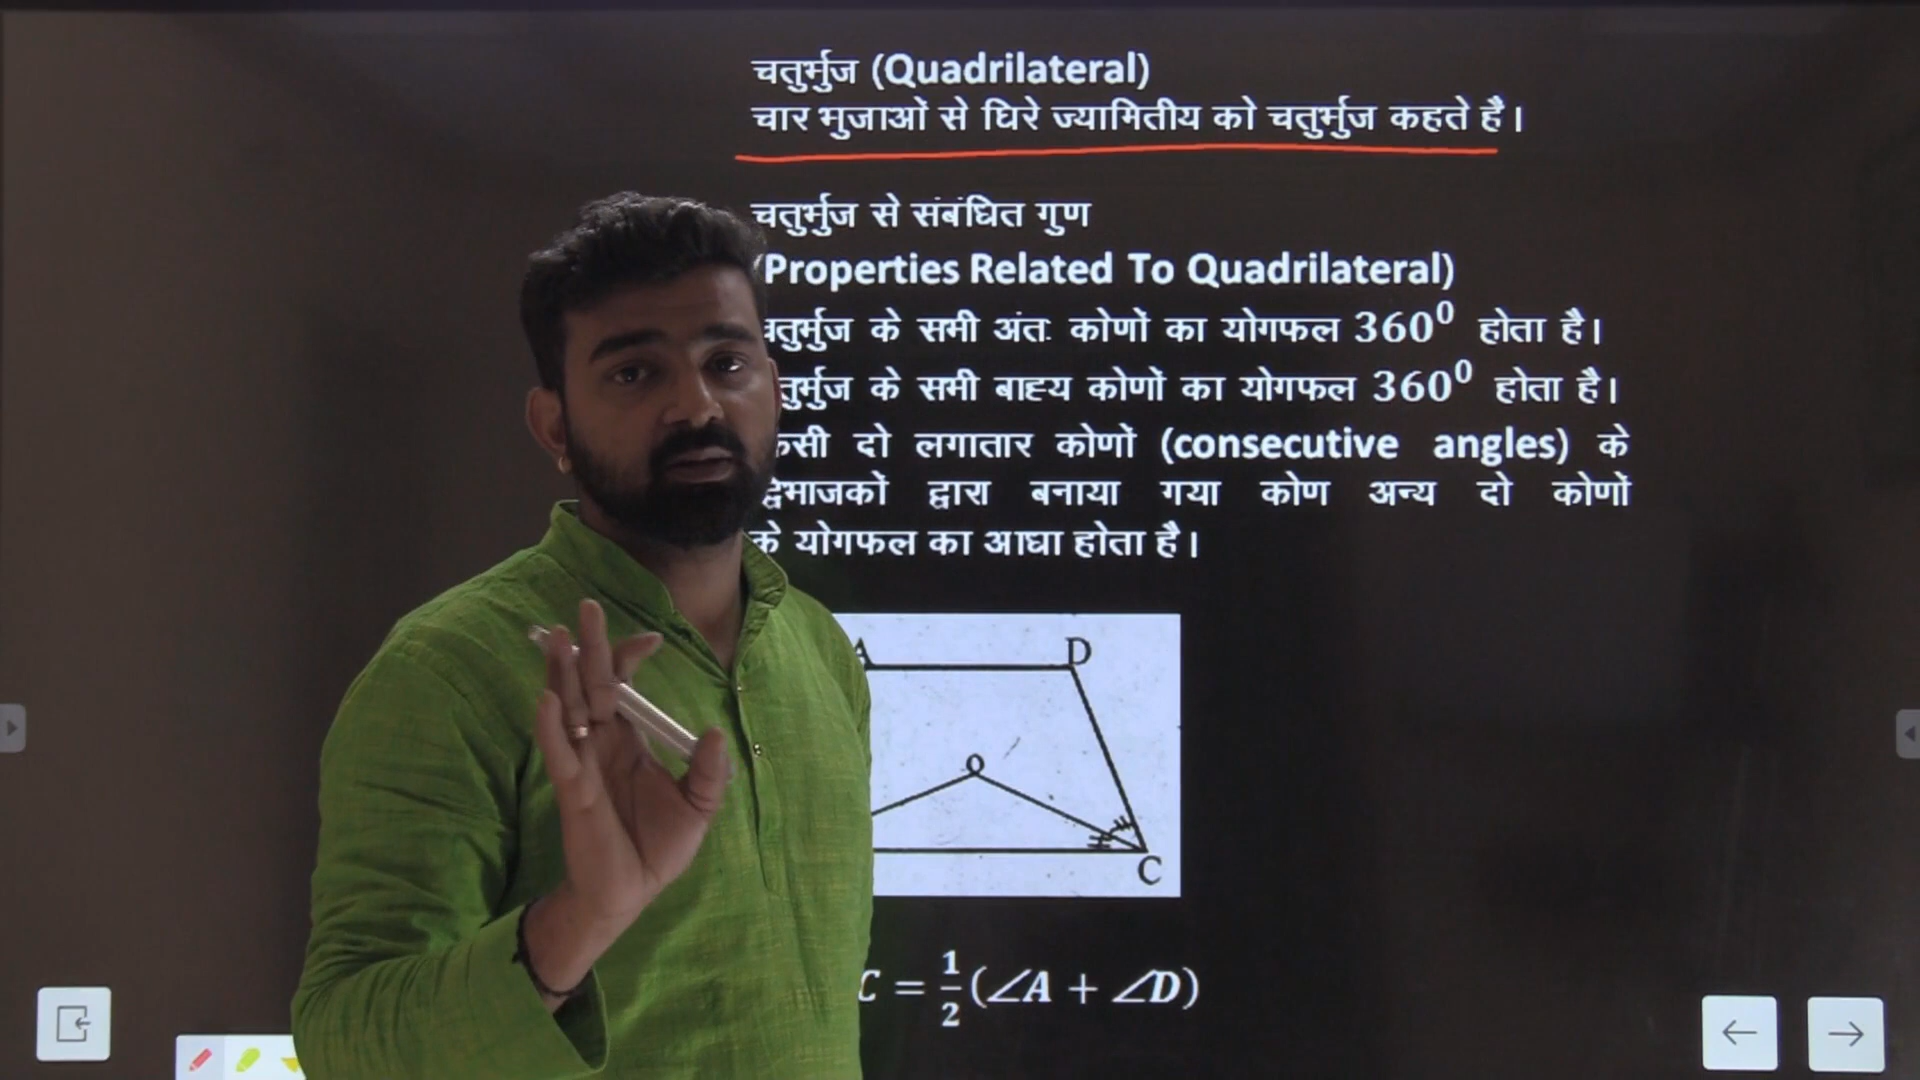 चतुर्भुज (Quadrilateral)
चार भुजाओं से घिरे ज्यामितीय को चतुर्भुज कहते है।
चतुर्भुज से संबंधित गुण
(Properties Related To Quadrilateral)
चतुर्भुज के सभी अंतः कोणों का योगफल 360⁰ होता है।
के सभी बाह्य कोणों का योगफल 360⁰ होता है।
दो लगातार कोणों (consecutive angles) के
द्वारा बनाया गया कोण अन्य दो कोणों
के योगफल का आधा होता है।
A D
O
C
C = 1/2 (∠A + ∠D)